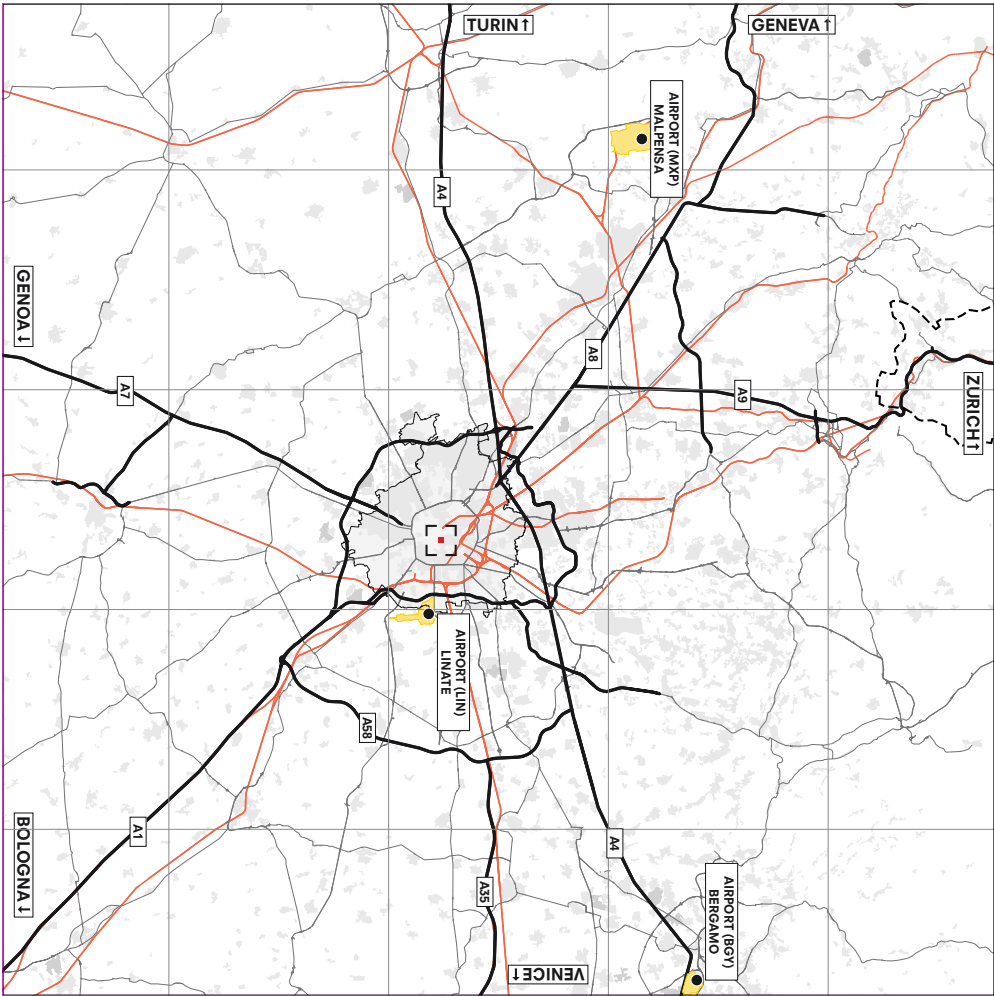 TURIN↑
GENEVA↑
AIRPORT (MXP)
MALPENSA
A4
GENOA↓
A8
A7
A9
ZURICH↑
AIRPORT (LIN)
LINATE
A58
A1
A4
BOLOGNA↓
A35
AIRPORT (BGY)
BERGAMO
VENICE↑